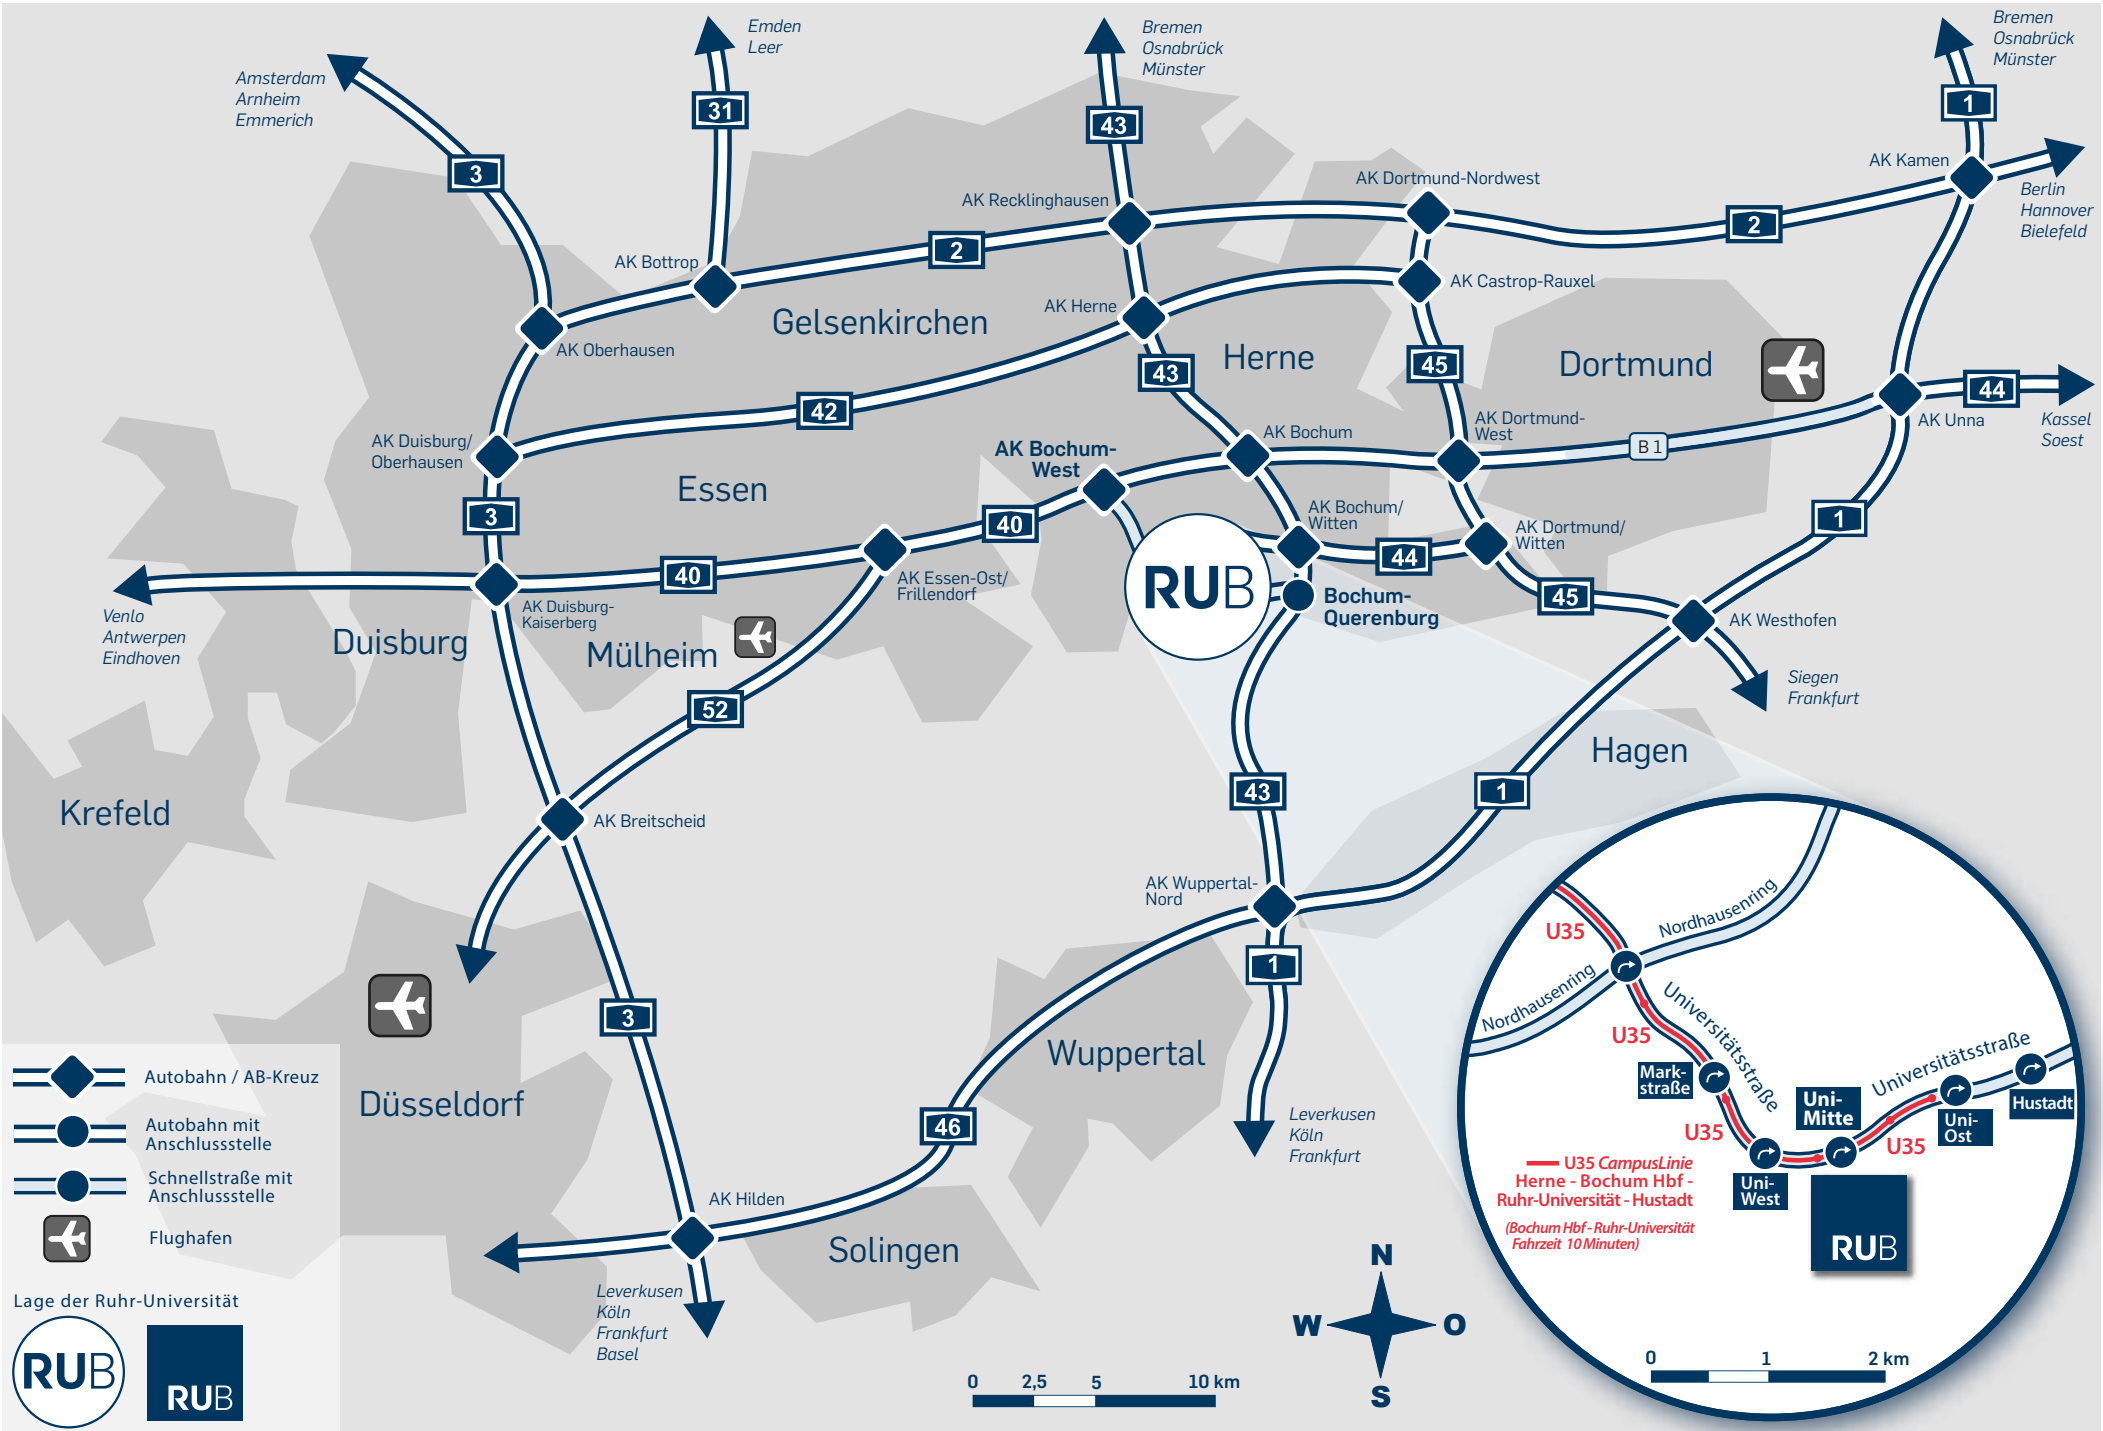 Emden
Leer
Bremen
Osnabrück
Münster
Bremen
Osnabrück
Münster
Amsterdam
Arnheim
Emmerich
31
43
1
3
AK Kamen
AK Dortmund-Nordwest
AK Recklinghausen
Berlin
Hannover
Bielefeld
2
2
AK Bottrop
AK Castrop-Rauxel
AK Herne
Gelsenkirchen
AK Oberhausen
Herne
Dortmund
43
45
44
42
AK Unna
Kassel
Soest
AK Duisburg/
Oberhausen
AK Bochum-
West
AK Bochum
AK Dortmund-
West
B 1
Essen
3
40
AK Bochum/
Witten
AK Dortmund/
Witten
1
40
44
45
AK Essen-Ost/
Frillendorf
RUB
Bochum-
Querenburg
AK Duisburg-
Kaiserberg
Venlo
Antwerpen
Eindhoven
Duisburg
Mülheim
AK Westhofen
Siegen
Frankfurt
52
Hagen
43
1
Krefeld
AK Breitscheid
AK Wuppertal-
Nord
1
3
Wuppertal
Düsseldorf
46
Leverkusen
Köln
Frankfurt
AK Hilden
Solingen
Leverkusen
Köln
Frankfurt
Basel
Autobahn / AB-Kreuz
Autobahn mit
Anschlussstelle
Schnellstraße mit
Anschlussstelle
Flughafen
Lage der Ruhr-Universität
RUB
RUB
0 2,5 5 10 km
N
W
O
S
U35
Nordhausenring
Nordhausenring
Universitätsstraße
U35
Mark-
straße
Universitätsstraße
Uni-
Mitte
Hustadt
Uni-
Ost
U35
U35
Uni-
West
U35 CampusLinie
Herne - Bochum Hbf -
Ruhr-Universität - Hustadt
(Bochum Hbf - Ruhr-Universität
Fahrzeit 10 Minuten)
RUB
0 1 2 km